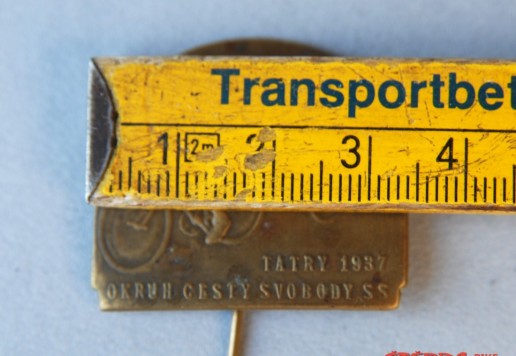 Transportbet
1 2m 2 3 4
TATRY 1937
OKRUH CESTY SVOBODY SS